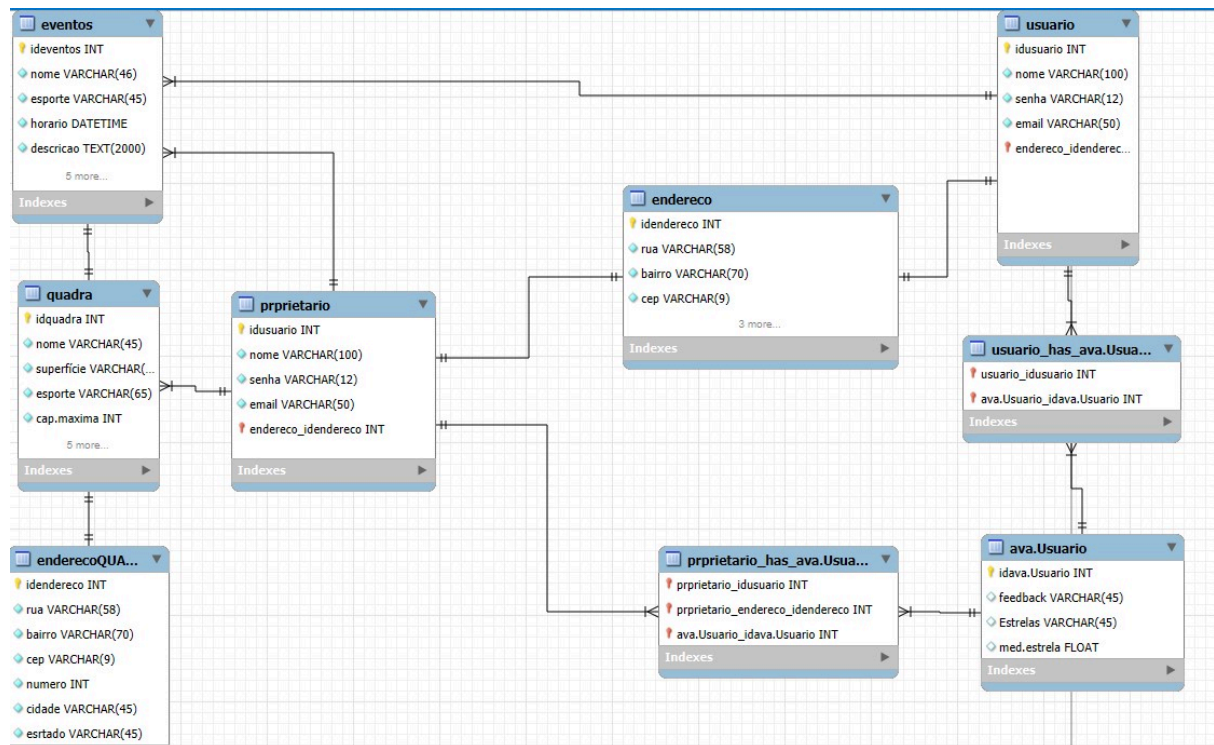 eventos
ideventos INT
nome VARCHAR(46)
esporte VARCHAR(45)
horario DATETIME
descricao TEXT(2000)
5 more...
Indexes
usuario
idusuario INT
nome VARCHAR(100)
senha VARCHAR(12)
email VARCHAR(50)
endereco_iderderec...
Indexes
endereco
idendereco INT
rua VARCHAR(58)
bairro VARCHAR(70)
cep VARCHAR(9)
3 more...
Indexes
quadra
idquadra INT
nome VARCHAR(45)
superfície VARCHAR(...
esporte VARCHAR(65)
cap.maxima INT
5 more...
Indexes
prprietario
idusuario INT
nome VARCHAR(100)
senha VARCHAR(12)
email VARCHAR(50)
endereco_idendereco INT
Indexes
usuario_has_ava.Usua...
usuario_idusuario INT
ava.Usuario_idava.Usuario INT
Indexes
enderecoQUA...
idendereco INT
rua VARCHAR(58)
bairro VARCHAR(70)
cep VARCHAR(9)
numero INT
cidade VARCHAR(45)
esrtado VARCHAR(45)
prprietario_has_ava.Usua...
prprietario_idusuario INT
prprietario_endereco_idendereco INT
ava.Usuario_idava.Usuario INT
Indexes
ava.Usuario
idava.Usuario INT
feedback VARCHAR(45)
Estrelas VARCHAR(45)
med.estrela FLOAT
Indexes